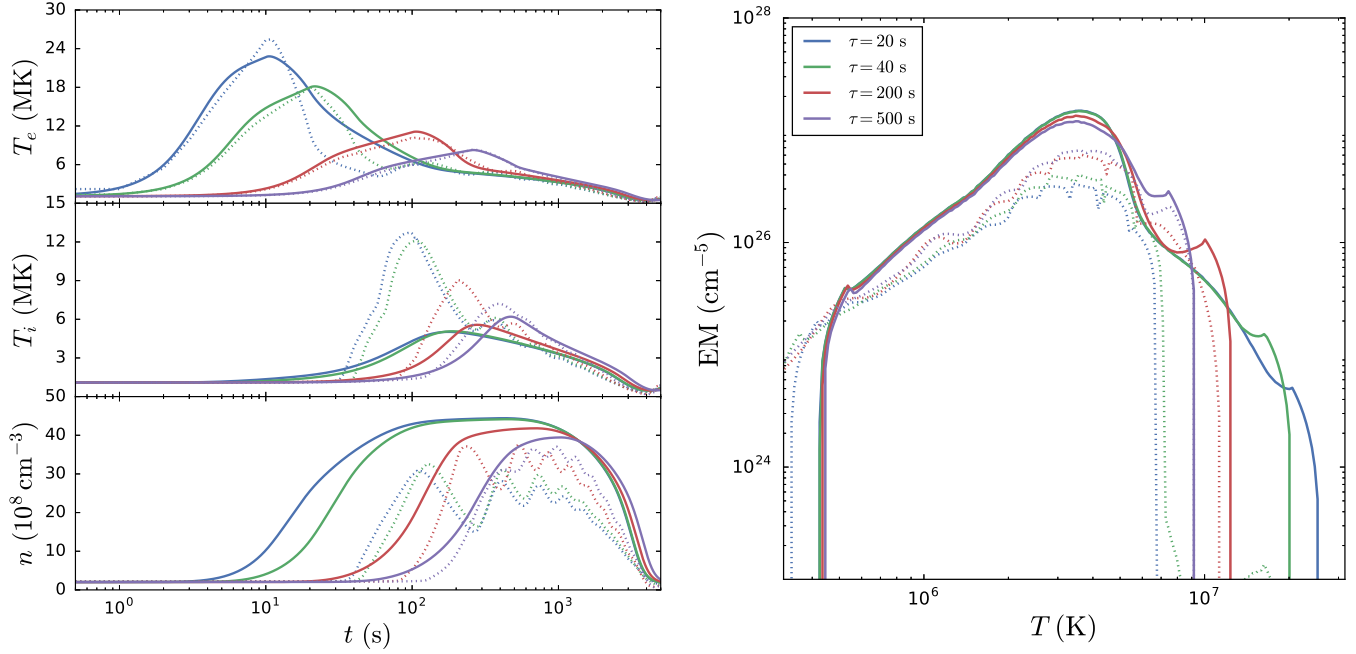 30
24
18
12
6
T_e (MK)
15
12
9
6
3
T_i (MK)
50
40
30
20
10
0
n (10^8 cm^-3)
10^0
10^1
10^2
10^3
t (s)
10^28
10^26
10^24
EM (cm^-5)
τ = 20 s
τ = 40 s
τ = 200 s
τ = 500 s
10^6
10^7
T (K)